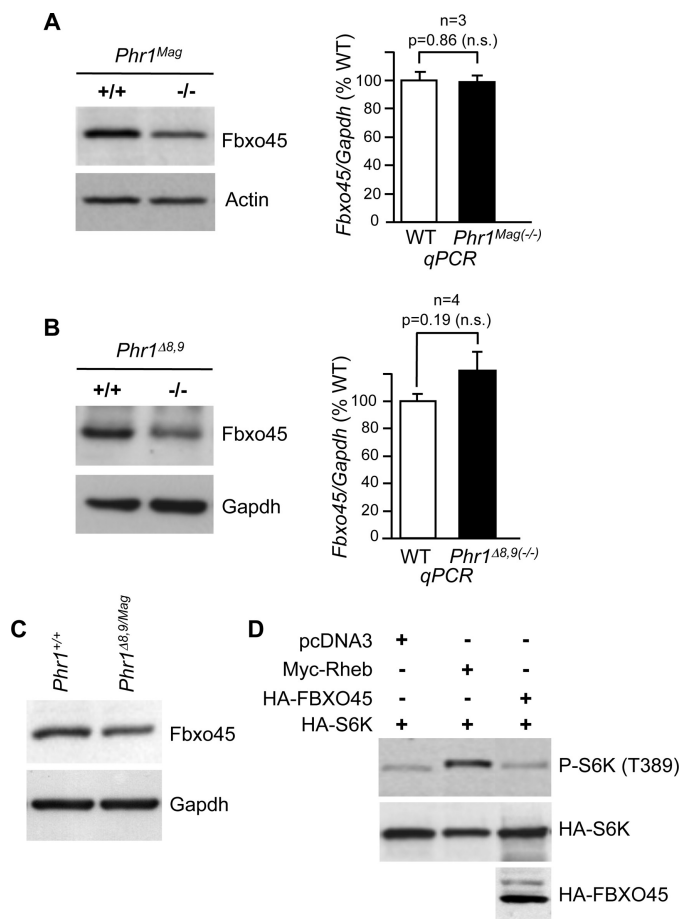 A
Phr1Mag
+/+ -/-
Fbxo45
Actin
n=3
p=0.86 (n.s.)
Fbxo45/Gapdh (% WT)
100
80
60
40
20
0
WT Phr1Mag(-/-)
qPCR
B
Phr1Δ8,9
+/+ -/-
Fbxo45
Gapdh
n=4
p=0.19 (n.s.)
Fbxo45/Gapdh (% WT)
100
80
60
40
20
0
WT Phr1Δ8,9(-/-)
qPCR
C
Phr1+/+
Phr1Δ8,9/Mag
Fbxo45
Gapdh
D
pcDNA3 + - -
Myc-Rheb - + -
HA-FBXO45 - - +
HA-S6K + + +
P-S6K (T389)
HA-S6K
HA-FBXO45